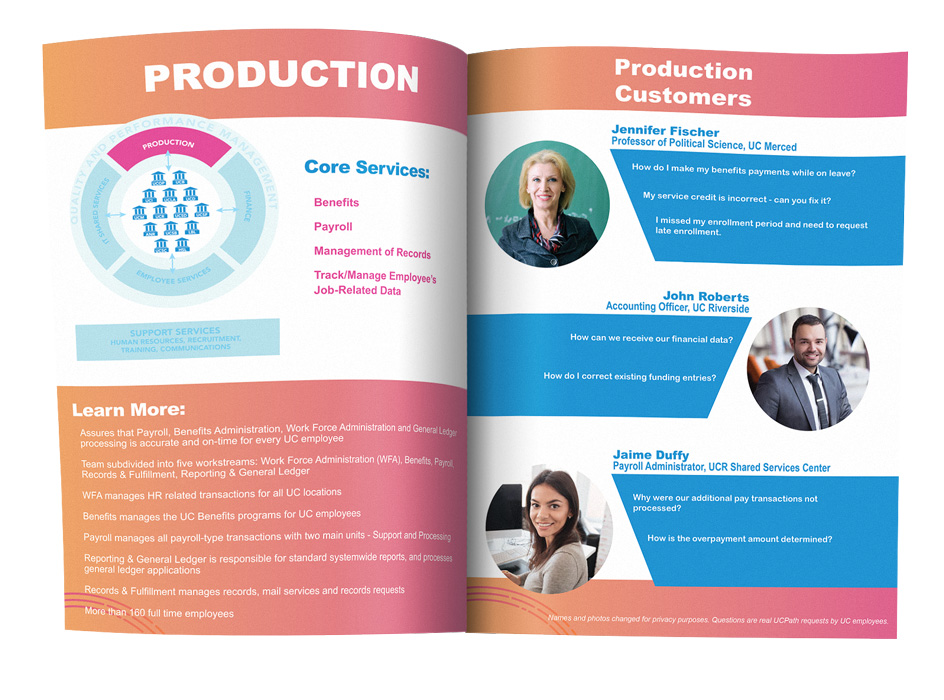 PRODUCTION
QUALITY AND PERFORMANCE MANAGEMENT
PRODUCTION
IT SHARED SERVICES
FINANCE
EMPLOYEE SERVICES
UCOP
UCB
UCLA
UCR
UCSD
UCSF
UCSB
UCSC
SUPPORT SERVICES
HUMAN RESOURCES, RECRUITMENT,
TRAINING, COMMUNICATIONS
Core Services:
Benefits
Payroll
Management of Records
Track/Manage Employee's
Job-Related Data
Learn More:
Assures that Payroll, Benefits Administration, Work Force Administration and General Ledger
processing is accurate and on-time for every UC employee
Team subdivided into five workstreams: Work Force Administration (WFA), Benefits, Payroll,
Records & Fulfillment, Reporting & General Ledger
WFA manages HR related transactions for all UC locations
Benefits manages the UC Benefits programs for UC employees
Payroll manages all payroll-type transactions with two main units - Support and Processing
Reporting & General Ledger is responsible for standard systemwide reports, and processes
general ledger applications
Records & Fulfillment manages records, mail services and records requests
More than 160 full time employees
Production
Customers
Jennifer Fischer
Professor of Political Science, UC Merced
How do I make my benefits payments while on leave?
My service credit is incorrect - can you fix it?
I missed my enrollment period and need to request
late enrollment.
John Roberts
Accounting Officer, UC Riverside
How can we receive our financial data?
How do I correct existing funding entries?
Jaime Duffy
Payroll Administrator, UCR Shared Services Center
Why were our additional pay transactions not
processed?
How is the overpayment amount determined?
Names and photos changed for privacy purposes. Questions are real UCPath requests by UC employees.